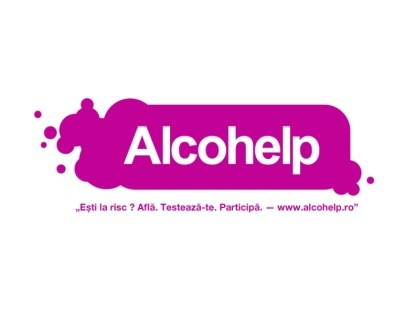 Alcohelp
„Ești la risc ? Află. Testează-te. Participă. — www.alcohelp.ro”